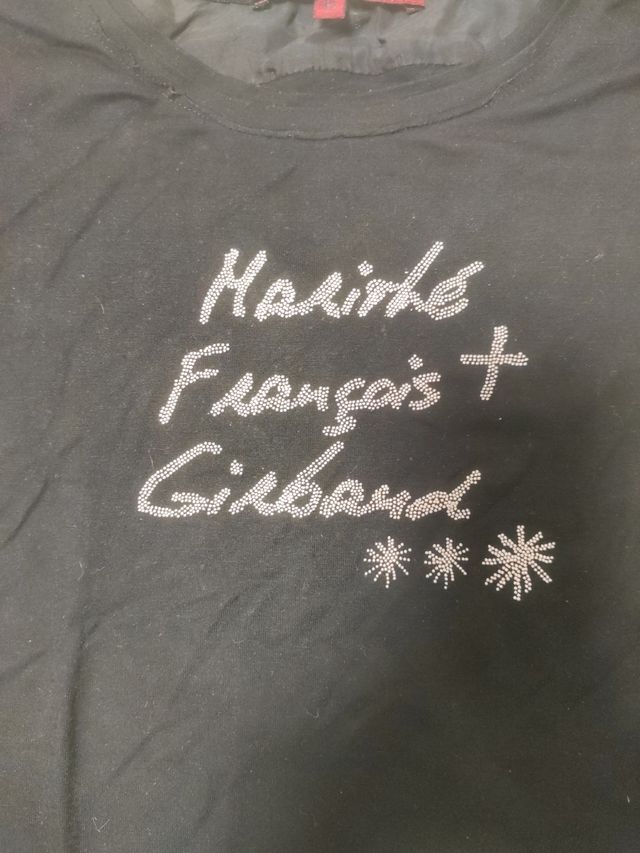 Marithé
François +
Girbaud
***